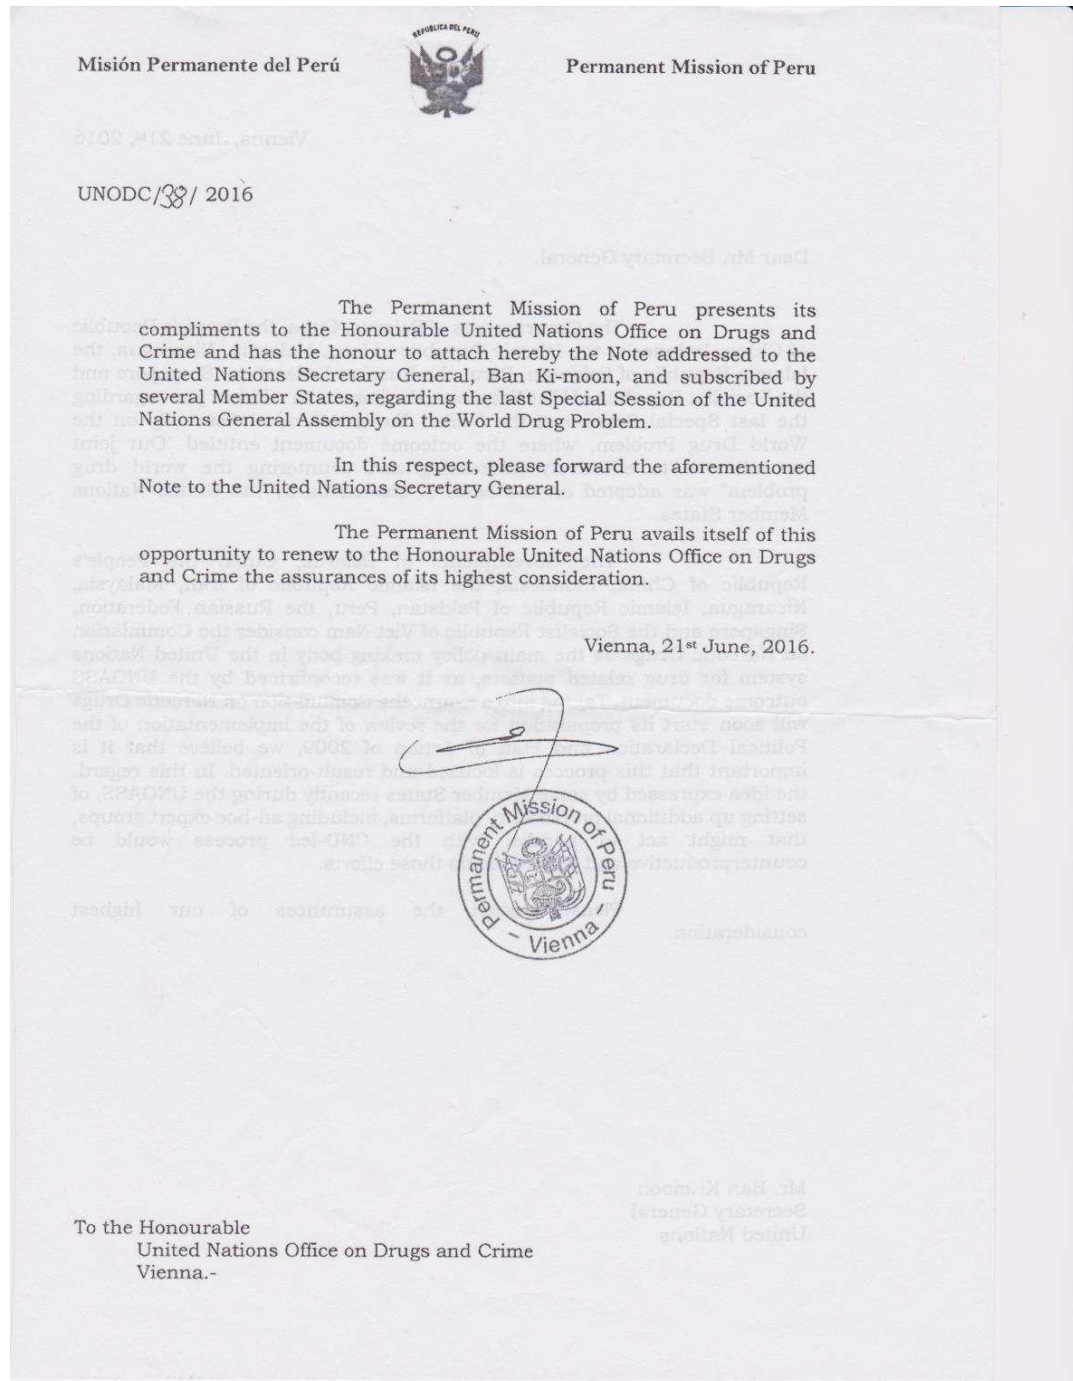 REPUBLICA DEL PERU
Misión Permanente del Perú
Permanent Mission of Peru
UNODC/38/ 2016
The Permanent Mission of Peru presents its
compliments to the Honourable United Nations Office on Drugs and
Crime and has the honour to attach hereby the Note addressed to the
United Nations Secretary General, Ban Ki-moon, and subscribed by
several Member States, regarding the last Special Session of the United
Nations General Assembly on the World Drug Problem.
In this respect, please forward the aforementioned
Note to the United Nations Secretary General.
The Permanent Mission of Peru avails itself of this
opportunity to renew to the Honourable United Nations Office on Drugs
and Crime the assurances of its highest consideration.
Vienna, 21st June, 2016.
Permanent Mission of Peru
- Vienna -
To the Honourable
United Nations Office on Drugs and Crime
Vienna.-